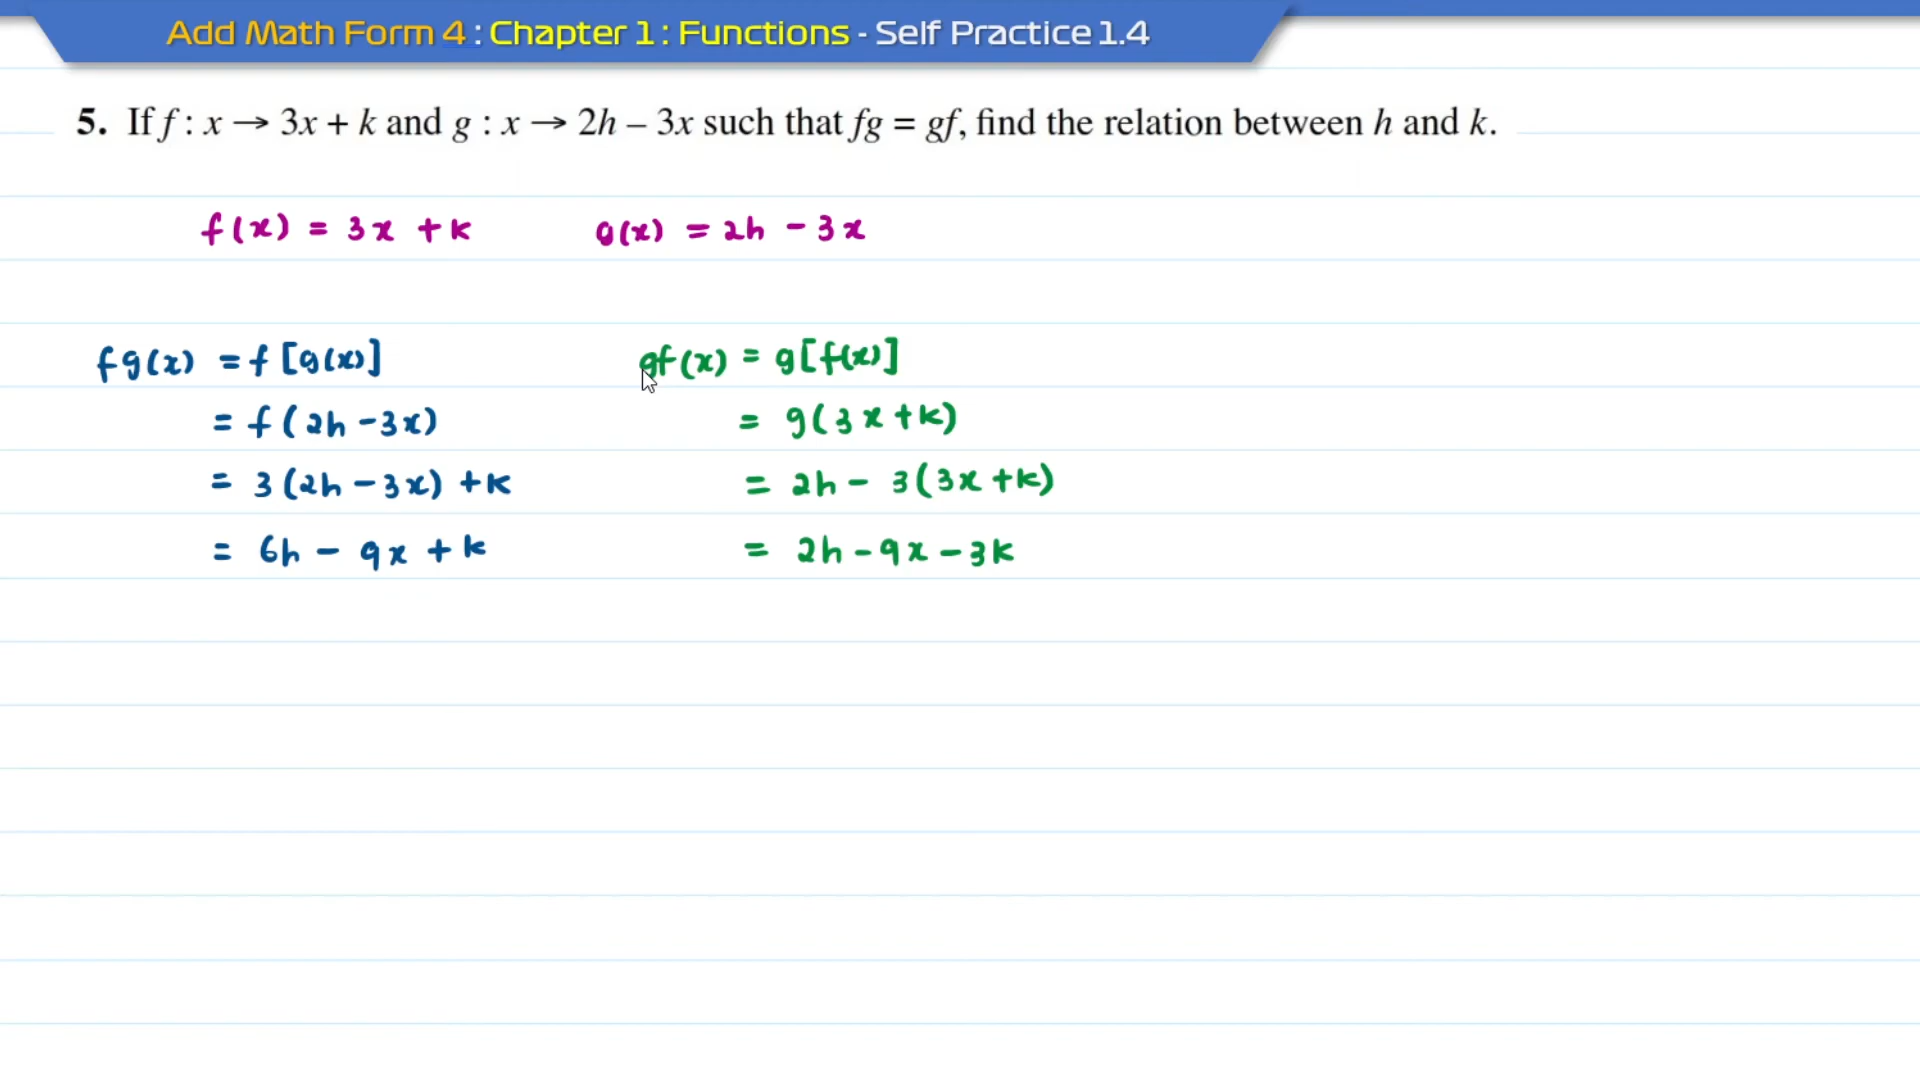 Add Math Form 4 : Chapter 1 : Functions - Self Practice 1.4
5. If f : x → 3x + k and g : x → 2h – 3x such that fg = gf, find the relation between h and k.
f(x) = 3x + k g(x) = 2h - 3x
fg(x) = f[g(x)]
= f(2h - 3x)
= 3(2h - 3x) + k
= 6h - 9x + k
gf(x) = g[f(x)]
= g(3x + k)
= 2h - 3(3x + k)
= 2h - 9x - 3k